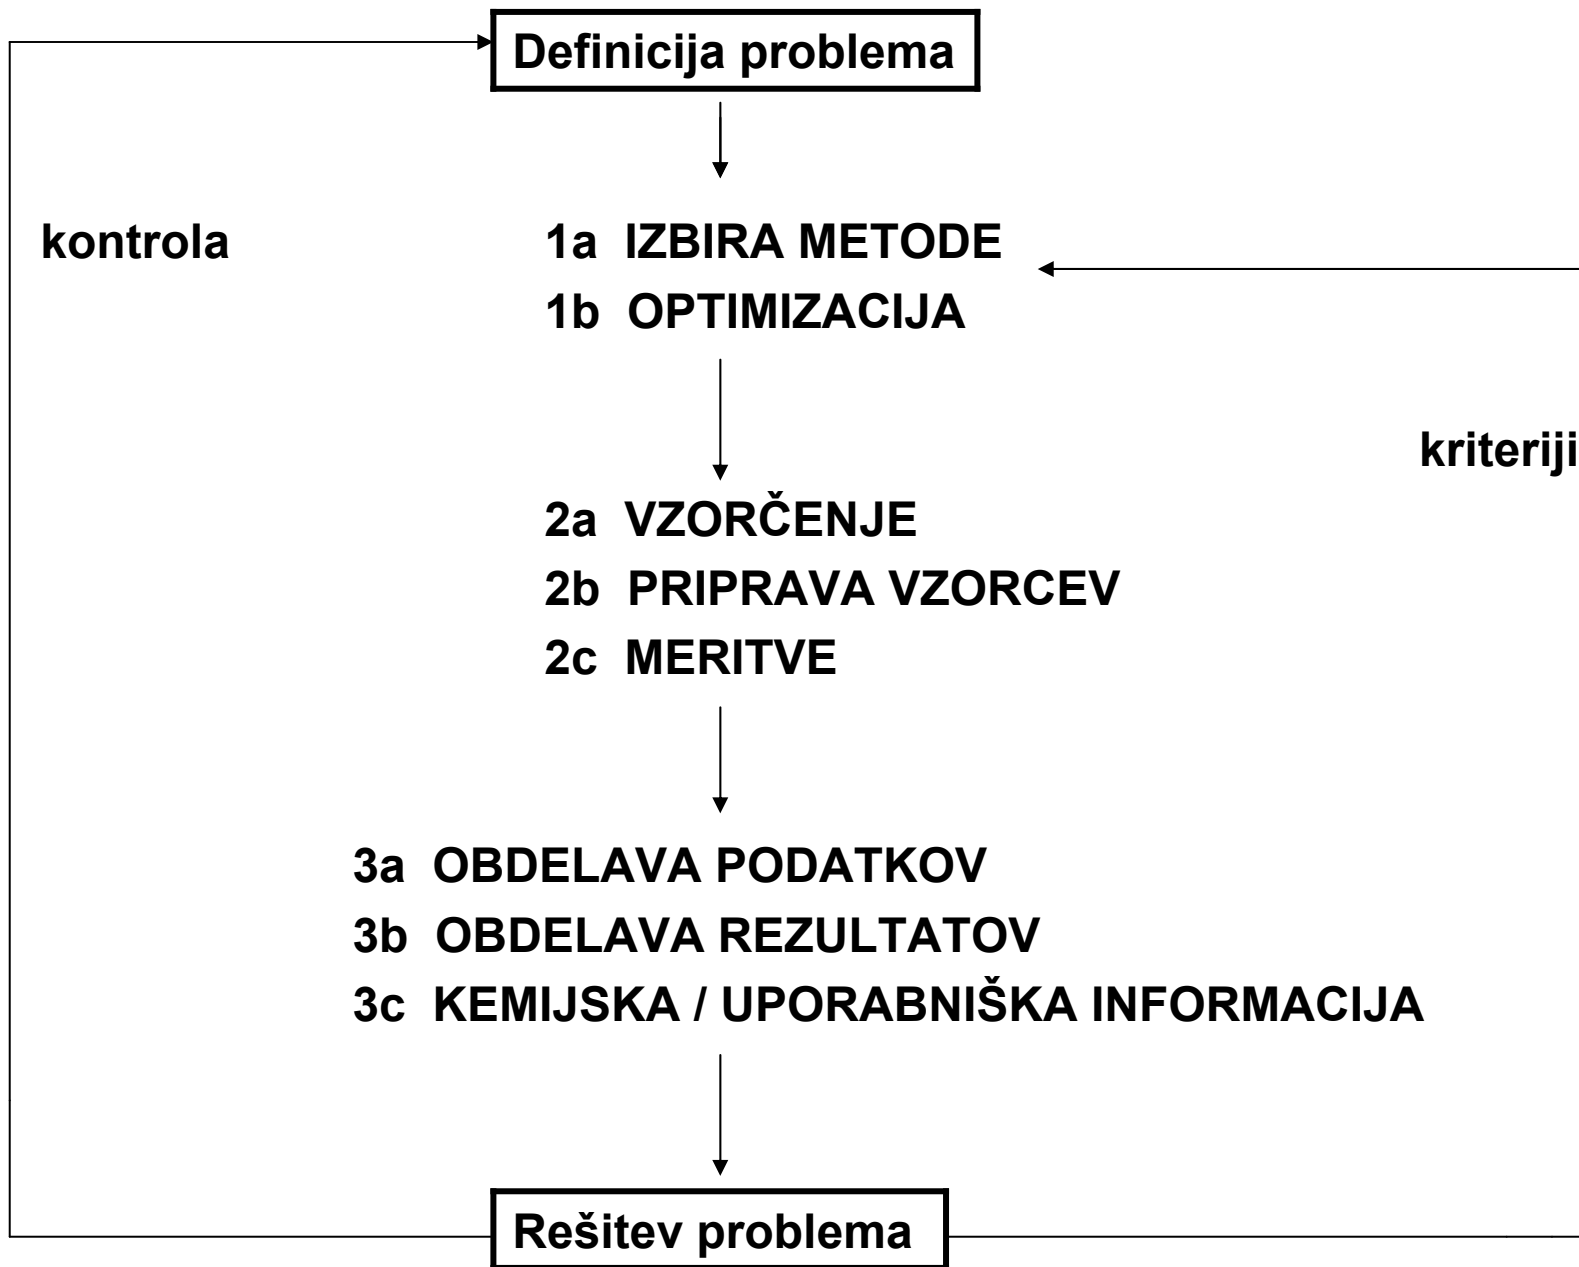 Definicija problema
kontrola
1a IZBIRA METODE
1b OPTIMIZACIJA
kriteriji
2a VZORČENJE
2b PRIPRAVA VZORCEV
2c MERITVE
3a OBDELAVA PODATKOV
3b OBDELAVA REZULTATOV
3c KEMIJSKA / UPORABNIŠKA INFORMACIJA
Rešitev problema